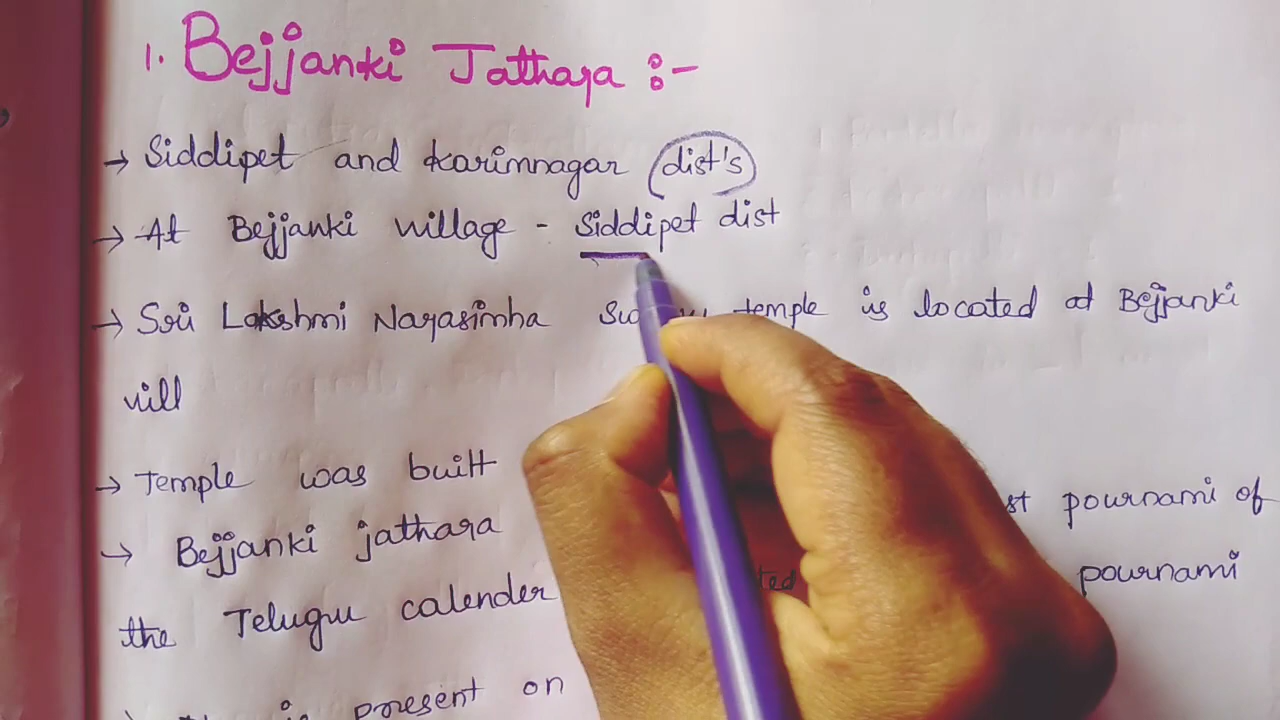 1. Bejjanki Jathara :-
→ Siddipet and Karimnagar dist's
→ At Bejjanki village - Siddipet dist
→ Sri Lakshmi Narasimha temple is located at Bejjanki
vill
→ Temple was built
→ Bejjanki jathara pournami of
the Telugu calender pournami
present on